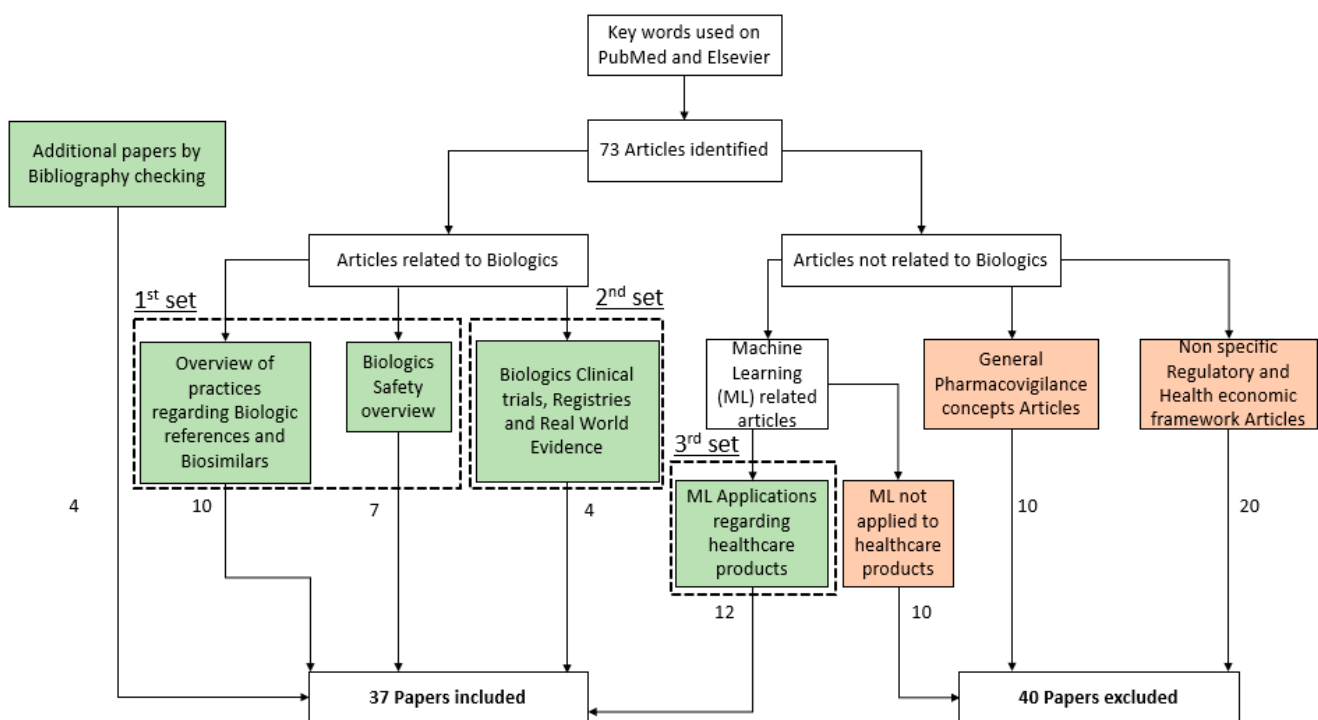 Key words used on
PubMed and Elsevier
73 Articles identified
Additional papers by
Bibliography checking
Articles related to Biologics
Articles not related to Biologics
1st set
2nd set
Overview of
practices
regarding Biologic
references and
Biosimilars
Biologics
Safety
overview
Biologics Clinical
trials, Registries
and Real World
Evidence
Machine
Learning
(ML) related
articles
General
Pharmacovigilance
concepts Articles
Non specific
Regulatory and
Health economic
framework Articles
3rd set
ML Applications
regarding
healthcare
products
ML not
applied to
healthcare
products
4
10
7
4
12
10
10
20
37 Papers included
40 Papers excluded